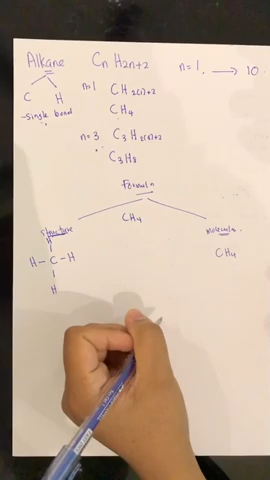 Alkane CnH2n+2 n=1, → 10
C H n=1 CH2(1)+2
-single bond CH4
n=3 C3H2(3)+2
C3H8
Formula
CH4
structure molecular
H
H-C-H CH4
H